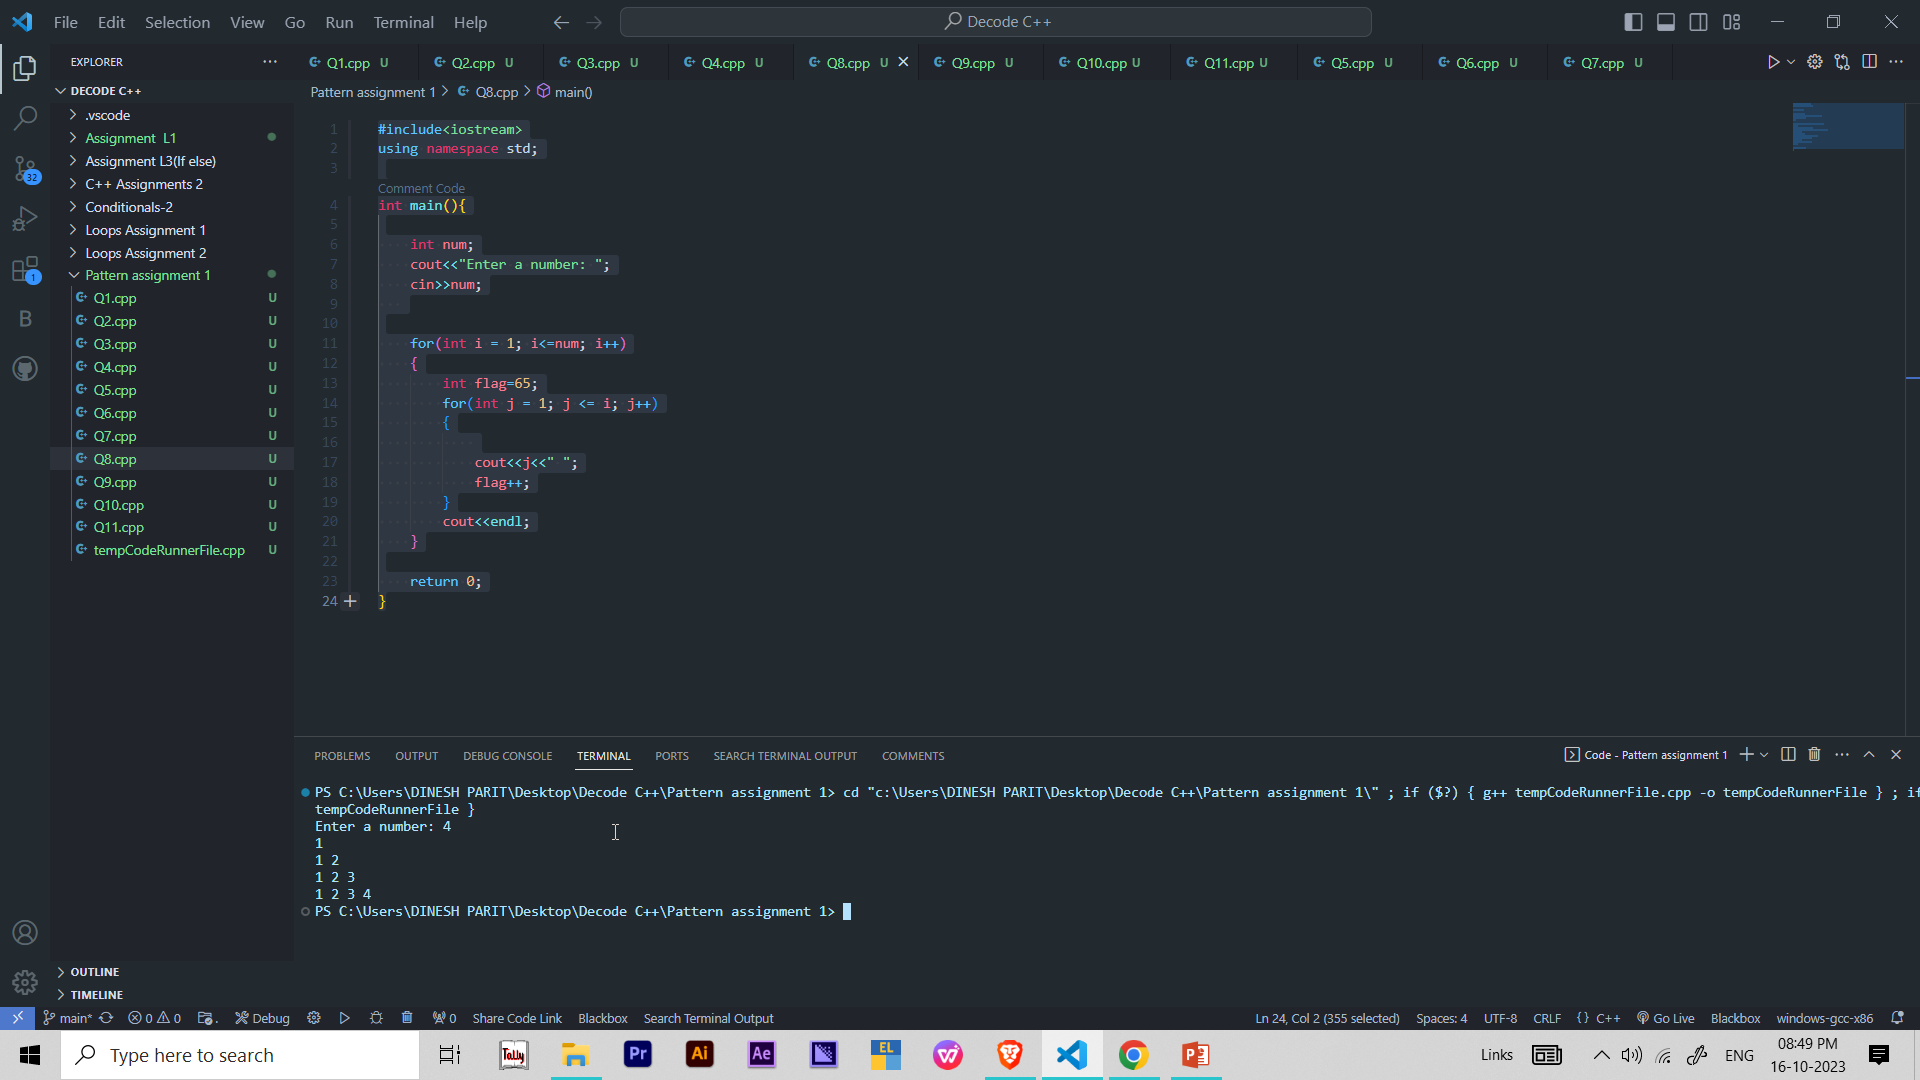 File Edit Selection View Go Run Terminal Help
Decode C++
EXPLORER
Q1.cpp U
Q2.cpp U
Q3.cpp U
Q4.cpp U
Q8.cpp U
Q9.cpp U
Q10.cpp U
Q11.cpp U
Q5.cpp U
Q6.cpp U
Q7.cpp U
Pattern assignment 1 > Q8.cpp > main()
DECODE C++
.vscode
Assignment L1
Assignment L3(If else)
C++ Assignments 2
Conditionals-2
Loops Assignment 1
Loops Assignment 2
Pattern assignment 1
Q1.cpp U
Q2.cpp U
Q3.cpp U
Q4.cpp U
Q5.cpp U
Q6.cpp U
Q7.cpp U
Q8.cpp U
Q9.cpp U
Q10.cpp U
Q11.cpp U
tempCodeRunnerFile.cpp U
32
1
B
OUTLINE
TIMELINE
1 #include<iostream>
2 using namespace std;
3
Comment Code
4 int main(){
5
6 int num;
7 cout<<"Enter a number: ";
8 cin>>num;
9
10
11 for(int i = 1; i<=num; i++)
12 {
13 int flag=65;
14 for(int j = 1; j <= i; j++)
15 {
16
17 cout<<j<<" ";
18 flag++;
19 }
20 cout<<endl;
21 }
22
23 return 0;
24 }
PROBLEMS OUTPUT DEBUG CONSOLE TERMINAL PORTS SEARCH TERMINAL OUTPUT COMMENTS
Code - Pattern assignment 1
PS C:\Users\DINESH PARIT\Desktop\Decode C++\Pattern assignment 1> cd "c:\Users\DINESH PARIT\Desktop\Decode C++\Pattern assignment 1\" ; if ($?) { g++ tempCodeRunnerFile.cpp -o tempCodeRunnerFile } ; if
tempCodeRunnerFile }
Enter a number: 4
1
1 2
1 2 3
1 2 3 4
PS C:\Users\DINESH PARIT\Desktop\Decode C++\Pattern assignment 1>
main* 0 0 Debug 0 Share Code Link Blackbox Search Terminal Output
Ln 24, Col 2 (355 selected) Spaces: 4 UTF-8 CRLF {} C++ Go Live Blackbox windows-gcc-x86
Type here to search
Tally
Pr
Ai
Ae
EL
Links
ENG
08:49 PM
16-10-2023